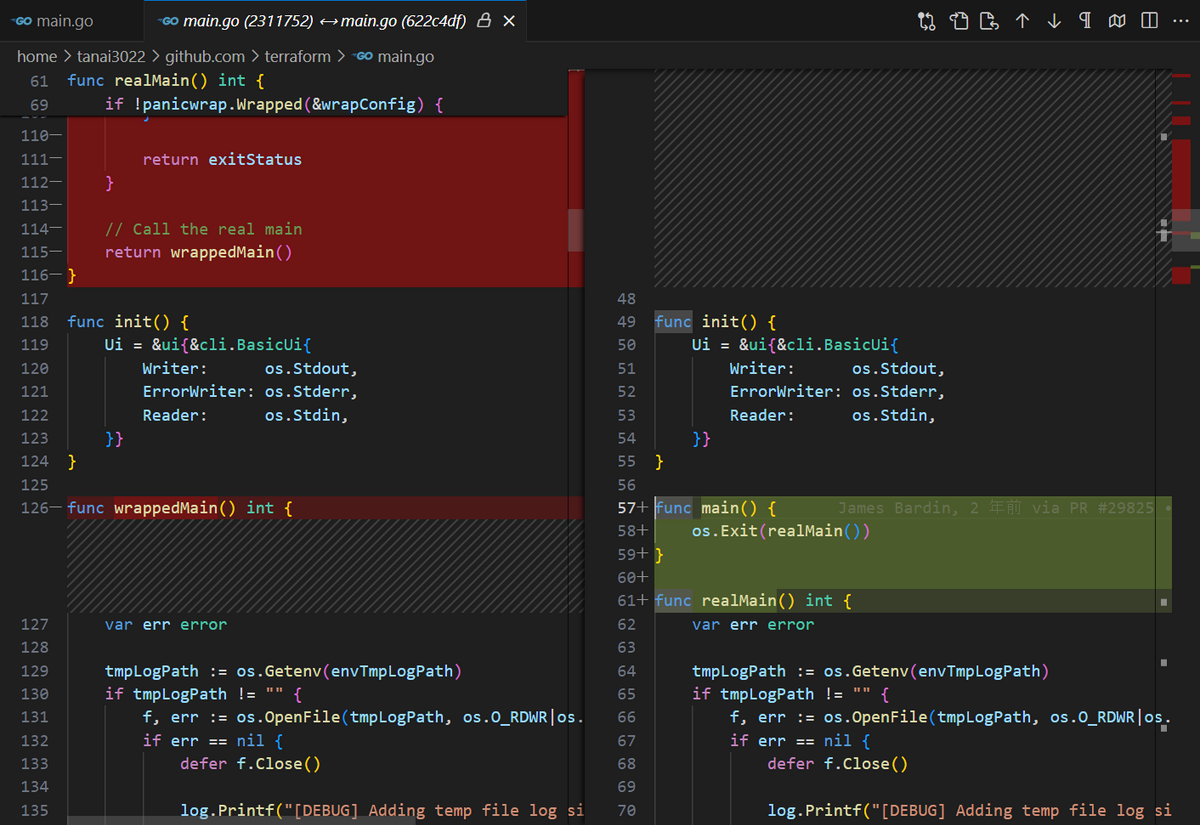 GO main.go
GO main.go (2311752) ↔ main.go (622c4df)
home > tanai3022 > github.com > terraform > GO main.go
61 func realMain() int {
69 if !panicwrap.Wrapped(&wrapConfig) {
110— 
111— return exitStatus
112— }
113—
114— // Call the real main
115— return wrappedMain()
116— }
117
118 func init() {
119 Ui = &ui{&cli.BasicUi{
120 Writer: os.Stdout,
121 ErrorWriter: os.Stderr,
122 Reader: os.Stdin,
123 }}
124 }
125
126— func wrappedMain() int {
127 var err error
128
129 tmpLogPath := os.Getenv(envTmpLogPath)
130 if tmpLogPath != "" {
131 f, err := os.OpenFile(tmpLogPath, os.O_RDWR|os.
132 if err == nil {
133 defer f.Close()
134
135 log.Printf("[DEBUG] Adding temp file log si
48
49 func init() {
50 Ui = &ui{&cli.BasicUi{
51 Writer: os.Stdout,
52 ErrorWriter: os.Stderr,
53 Reader: os.Stdin,
54 }}
55 }
56
57+ func main() { James Bardin, 2 年前 via PR #29825 •
58+ os.Exit(realMain())
59+ }
60+
61+ func realMain() int {
62 var err error
63
64 tmpLogPath := os.Getenv(envTmpLogPath)
65 if tmpLogPath != "" {
66 f, err := os.OpenFile(tmpLogPath, os.O_RDWR|os.
67 if err == nil {
68 defer f.Close()
69
70 log.Printf("[DEBUG] Adding temp file log si